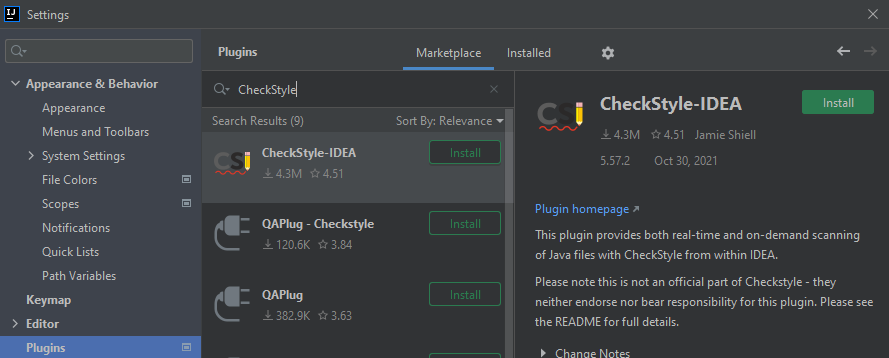 IJ
Settings
Appearance & Behavior
Appearance
Menus and Toolbars
System Settings
File Colors
Scopes
Notifications
Quick Lists
Path Variables
Keymap
Editor
Plugins
Plugins
Marketplace
Installed
CheckStyle
Search Results (9)
Sort By: Relevance
CS
CheckStyle-IDEA
4.3M 4.51
Install
QAPlug - Checkstyle
120.6K 3.84
Install
QAPlug
382.9K 3.63
Install
CS
CheckStyle-IDEA
Install
4.3M 4.51 Jamie Shiell
5.57.2 Oct 30, 2021
Plugin homepage
This plugin provides both real-time and on-demand scanning
of Java files with CheckStyle from within IDEA.
Please note this is not an official part of Checkstyle - they
neither endorse nor bear responsibility for this plugin. Please see
the README for full details.
Change Notes